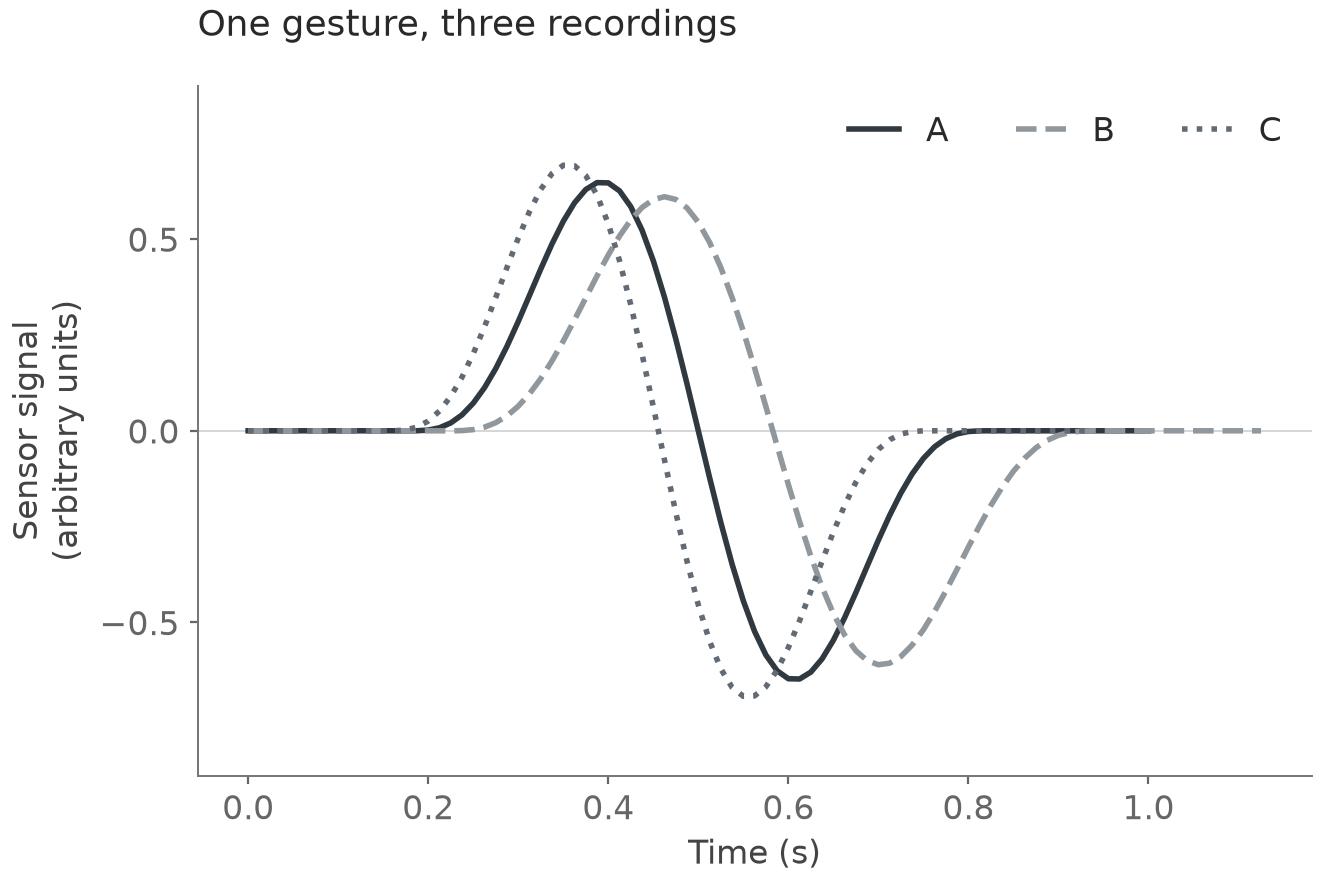 One gesture, three recordings
A
B
C
0.5
0.0
−0.5
Sensor signal
(arbitrary units)
0.0
0.2
0.4
0.6
0.8
1.0
Time (s)